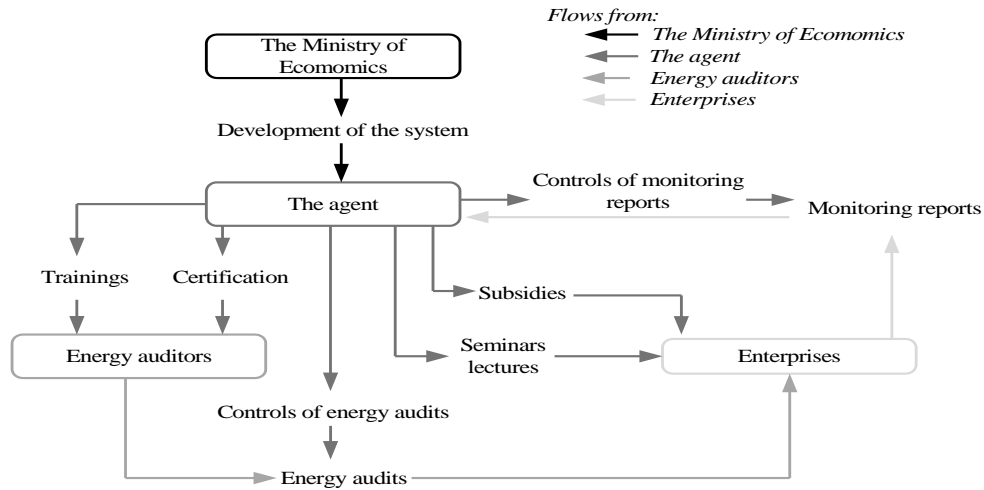 Flows from:
The Ministry of Economics
The agent
Energy auditors
Enterprises
The Ministry of
Ecomomics
Development of the system
The agent
Controls of monitoring
reports
Monitoring reports
Trainings
Certification
Subsidies
Energy auditors
Seminars
lectures
Enterprises
Controls of energy audits
Energy audits